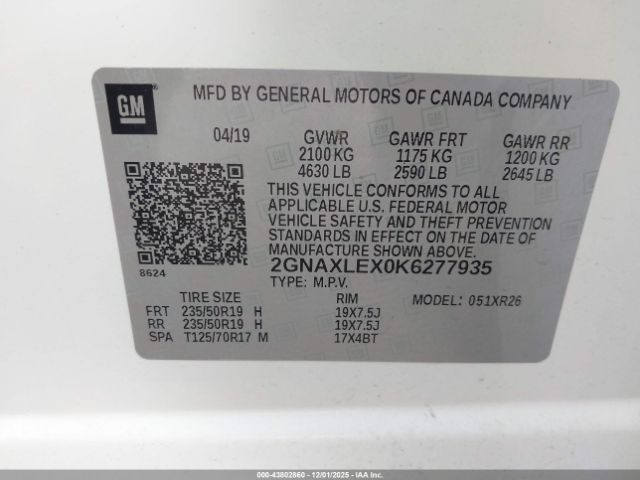 GM
MFD BY GENERAL MOTORS OF CANADA COMPANY
04/19 GVWR GAWR FRT GAWR RR
2100 KG 1175 KG 1200 KG
4630 LB 2590 LB 2645 LB
THIS VEHICLE CONFORMS TO ALL
APPLICABLE U.S. FEDERAL MOTOR
VEHICLE SAFETY AND THEFT PREVENTION
STANDARDS IN EFFECT ON THE DATE OF
MANUFACTURE SHOWN ABOVE.
8624
2GNAXLEX0K6277935
TYPE: M.P.V.
TIRE SIZE RIM MODEL: 051XR26
FRT 235/50R19 H 19X7.5J
RR 235/50R19 H 19X7.5J
SPA T125/70R17 M 17X4BT
000-43802860 - 12/01/2025 - IAA, Inc.